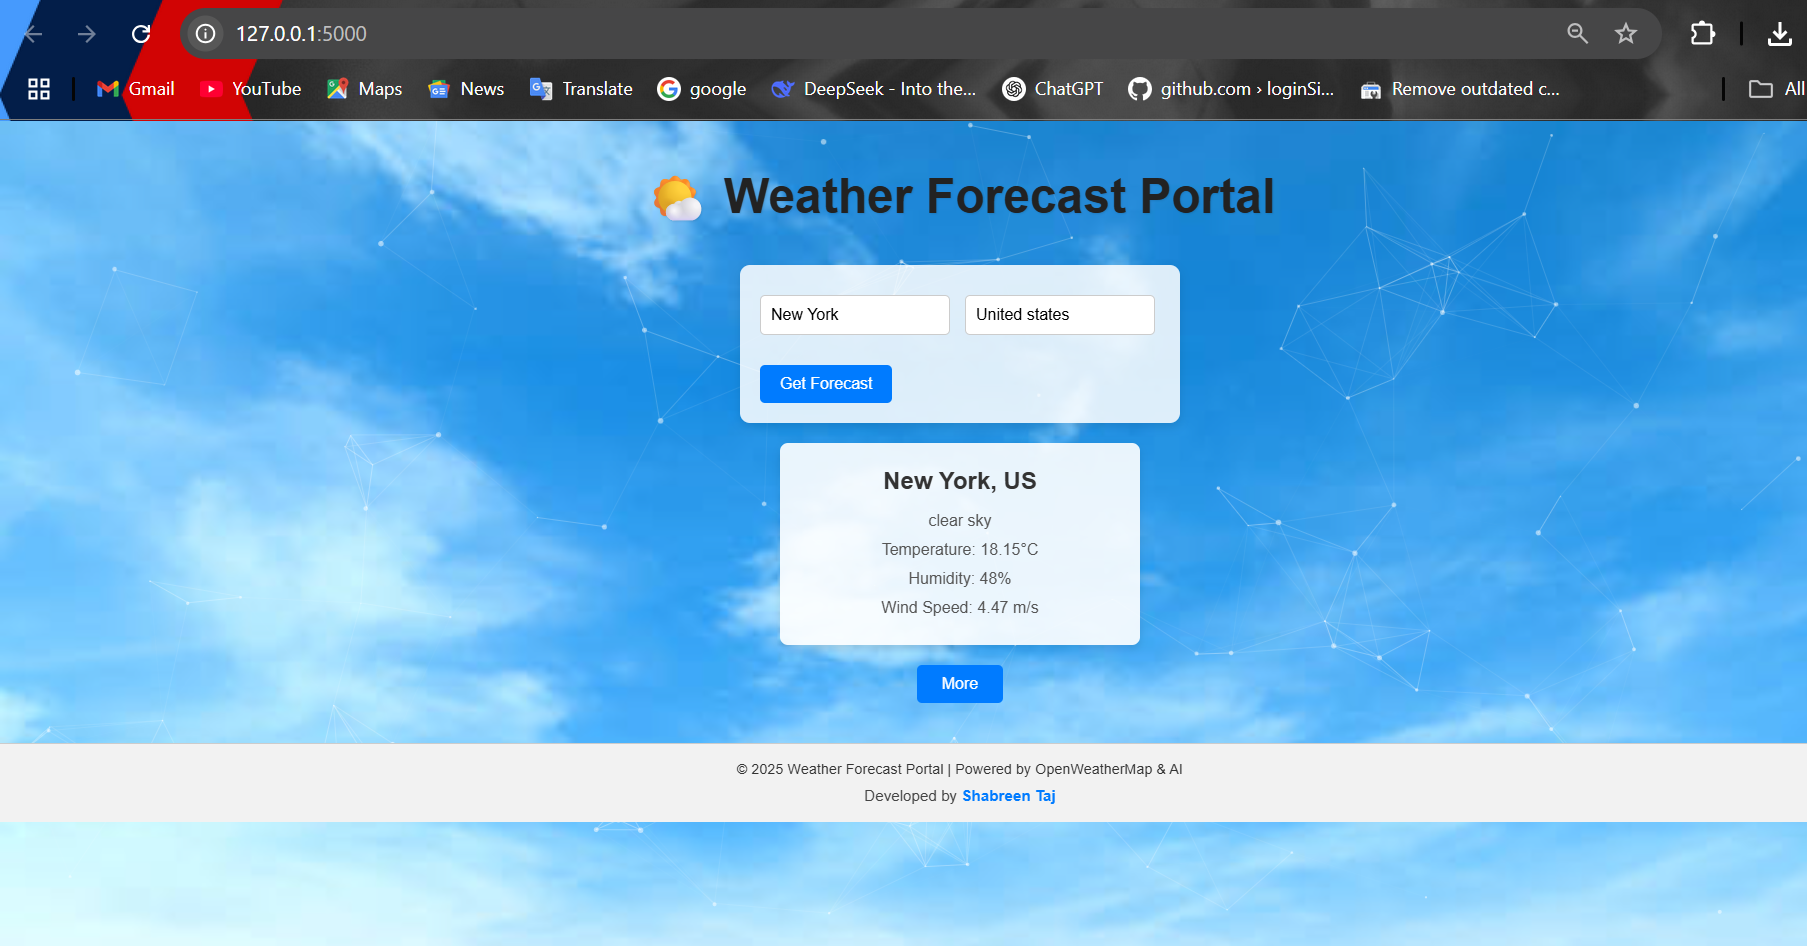 127.0.0.1:5000
Gmail YouTube Maps News Translate google DeepSeek - Into the... ChatGPT github.com › loginSi... Remove outdated c... All
Weather Forecast Portal
New York United states
Get Forecast
New York, US
clear sky
Temperature: 18.15°C
Humidity: 48%
Wind Speed: 4.47 m/s
More
© 2025 Weather Forecast Portal | Powered by OpenWeatherMap & AI
Developed by Shabreen Taj